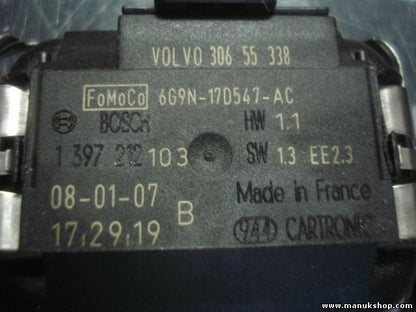 VOLVO 306 55 338
FoMoCo 6G9N-17D547-AC
BOSCH HW 1.1
1 397 212 103 SW 1.3 EE2.3
08-01-07 Made in France
17:29:19 B CARTRONIC
www.manukshop.com